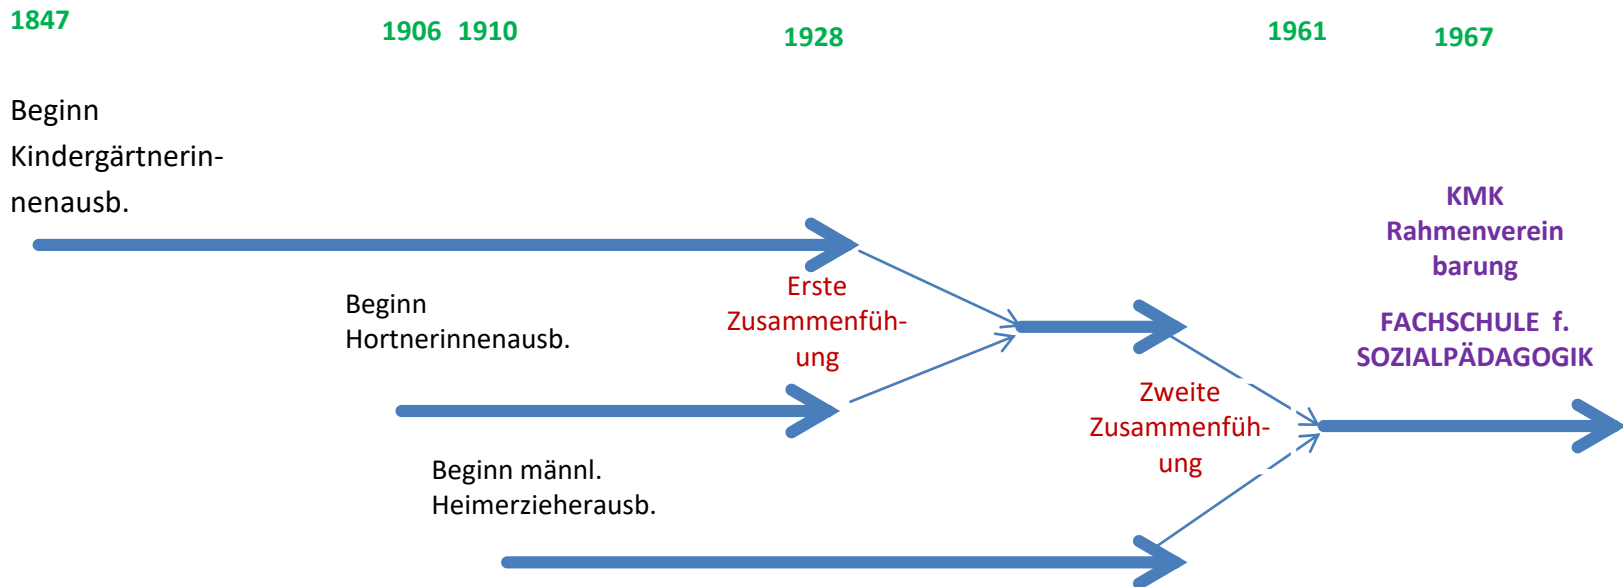 1847
1906 1910
1928
1961
1967
Beginn
Kindergärtnerin-
nenausb.
KMK
Rahmenverein
barung
FACHSCHULE f.
SOZIALPÄDAGOGIK
Beginn
Hortnerinnenausb.
Erste
Zusammenfüh-
ung
Zweite
Zusammenfüh-
ung
Beginn männl.
Heimerzieherausb.